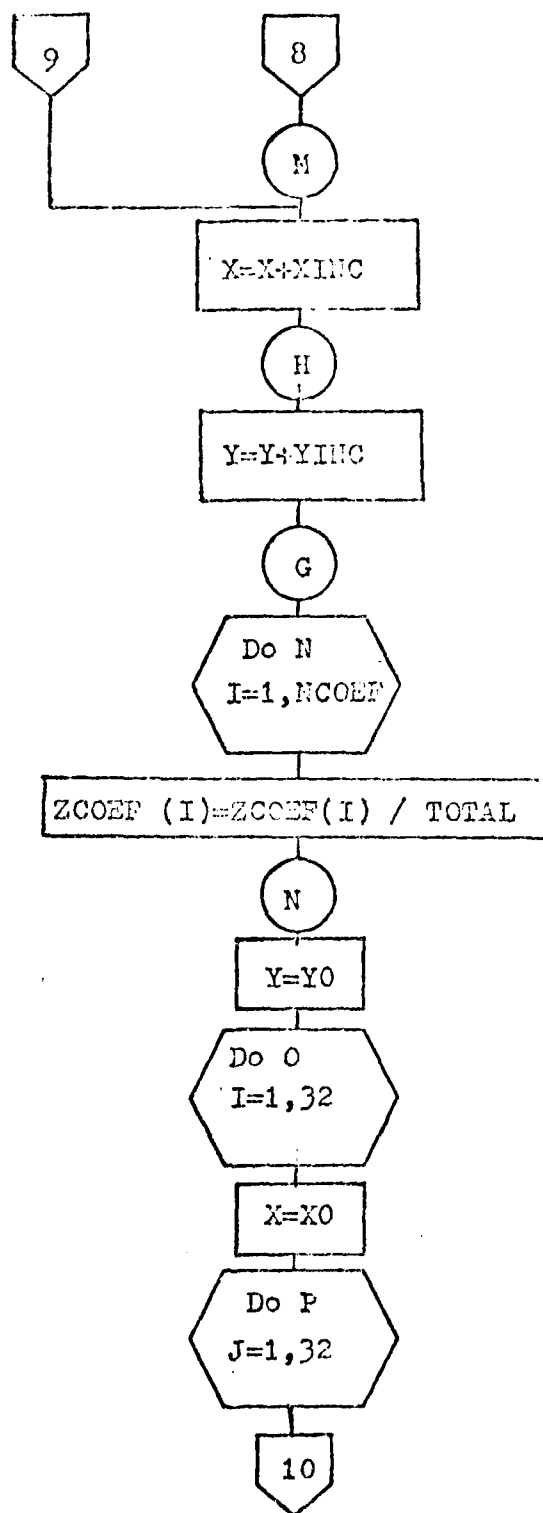 9
8
M
X=X+XINC
H
Y=Y+YINC
G
Do N
I=1,NCOEF
ZCOEF (I)=ZCOEF(I) / TOTAL
N
Y=Y0
Do O
I=1,32
X=X0
Do P
J=1,32
10